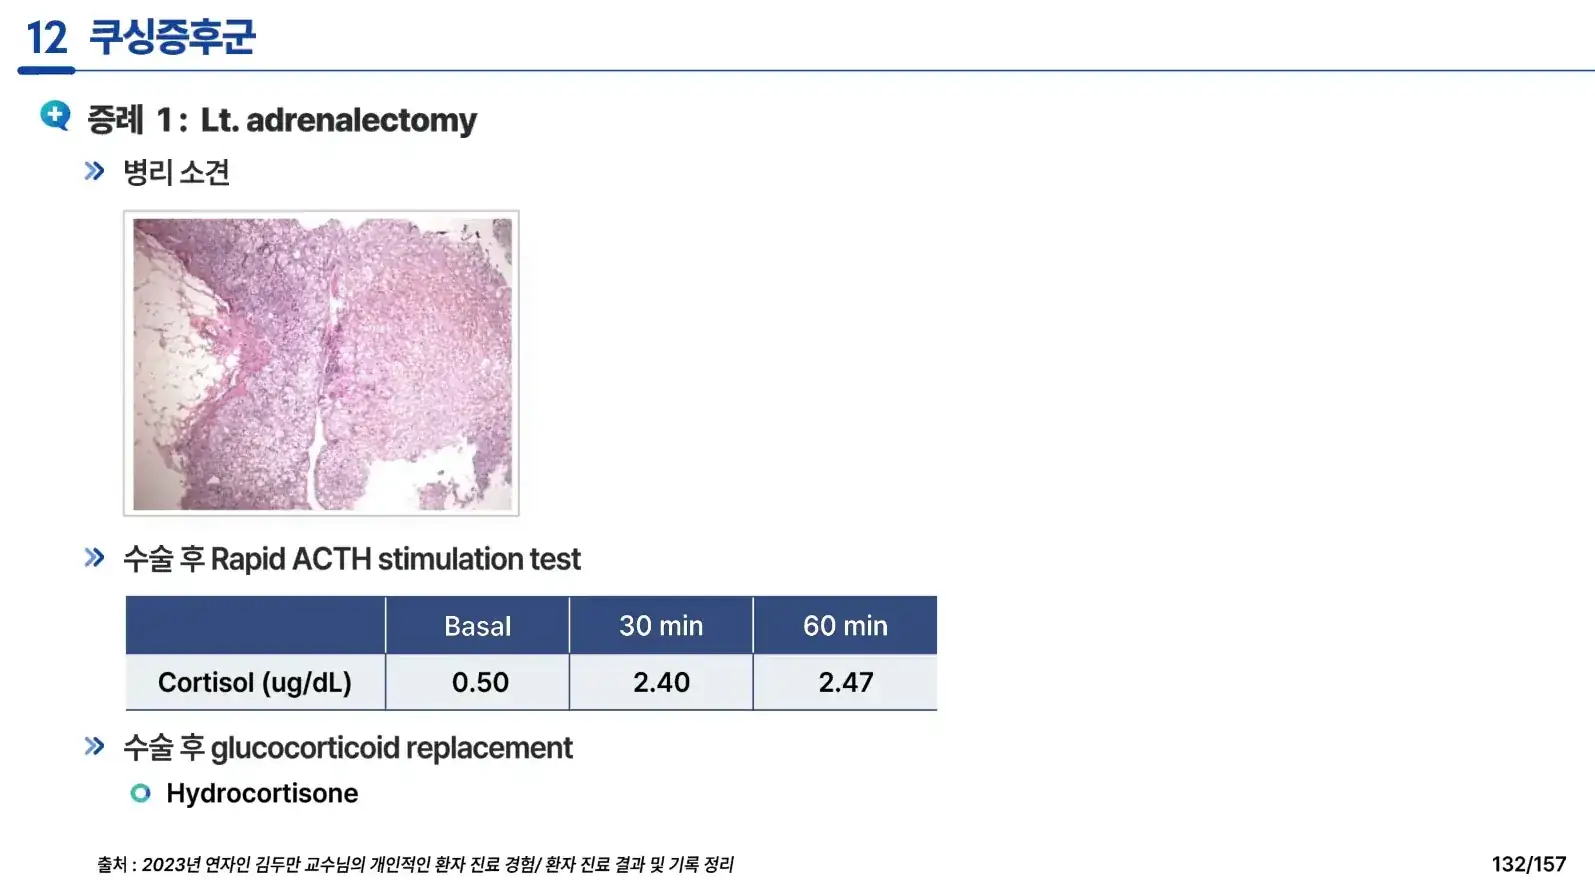 12 쿠싱증후군
증례 1 : Lt. adrenalectomy
병리 소견
수술 후 Rapid ACTH stimulation test
Basal 30 min 60 min
Cortisol (ug/dL) 0.50 2.40 2.47
수술 후 glucocorticoid replacement
Hydrocortisone
출처 : 2023년 연자인 김두만 교수님의 개인적인 환자 진료 경험/ 환자 진료 결과 및 기록 정리
132/157